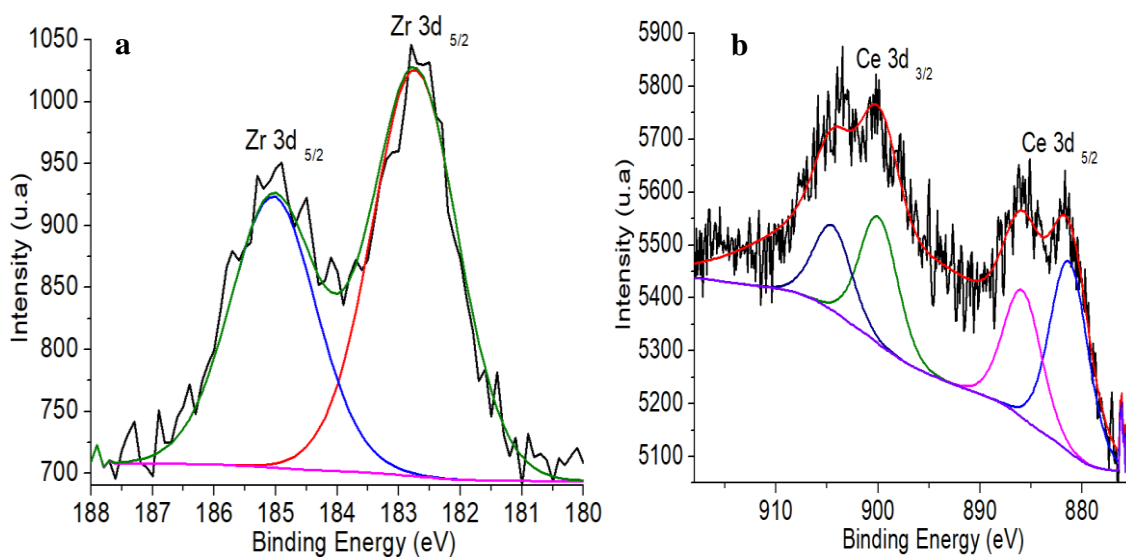 a
Zr 3d 5/2
Zr 3d 5/2
Intensity (u.a)
1050
1000
950
900
850
800
750
700
188 187 186 185 184 183 182 181 180
Binding Energy (eV)
b
Ce 3d 3/2
Ce 3d 5/2
Intensity (u.a)
5900
5800
5700
5600
5500
5400
5300
5200
5100
910 900 890 880
Binding Energy (eV)